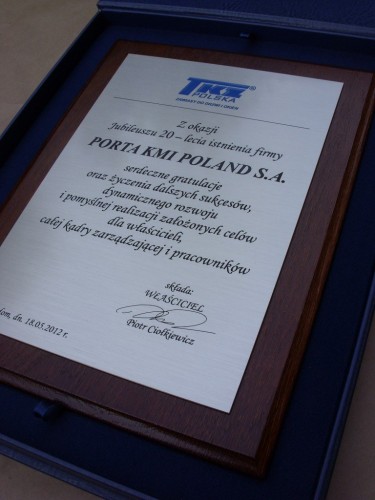 TKZ®
POLSKA
Z okazji
Jubileuszu 20 – lecia istnienia firmy
PORTA KMI POLAND S.A.
serdeczne gratulacje
oraz życzenia dalszych sukcesów,
dynamicznego rozwoju
i pomyślnej realizacji założonych celów
dla właścicieli,
całej kadry zarządzającej i pracowników
składa:
WŁAŚCICIEL
Piotr Ciołkiewicz
dn. 18.05.2012 r.